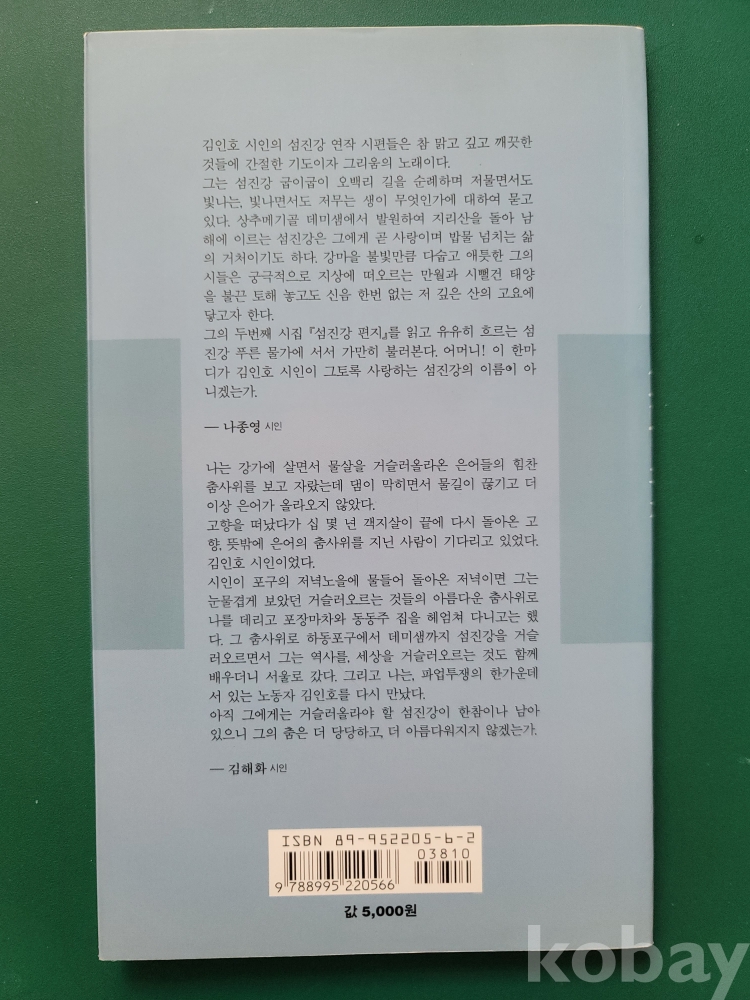 김인호 시인의 섬진강 연작 시편들은 참 맑고 깊고 깨끗한
것들에 간절한 기도이자 그리움의 노래이다.
그는 섬진강 굽이굽이 오백리 길을 순례하며 저물면서도
빛나는, 빛나면서도 저무는 생이 무엇인가에 대하여 묻고
있다. 상추메기골 데미샘에서 발원하여 지리산을 돌아 남
해에 이르는 섬진강은 그에게 곧 사랑이며 밥물 넘치는 삶
의 거처이기도 하다. 강마을 불빛만큼 다습고 애틋한 그의
시들은 궁극적으로 지상에 떠오르는 만월과 시뻘건 태양
을 불끈 토해 놓고도 신음 한번 없는 저 깊은 산의 고요에
닿고자 한다.
그의 두번째 시집 『섬진강 편지』를 읽고 유유히 흐르는 섬
진강 푸른 물가에 서서 가만히 불러본다. 어머니! 이 한마
디가 김인호 시인이 그토록 사랑하는 섬진강의 이름이 아
니겠는가.
— 나종영 시인
나는 강가에 살면서 물살을 거슬러올라온 은어들의 힘찬
춤사위를 보고 자랐는데 댐이 막히면서 물길이 끊기고 더
이상 은어가 올라오지 않았다.
고향을 떠났다가 십 몇 년 객지살이 끝에 다시 돌아온 고
향, 뜻밖에 은어의 춤사위를 지닌 사람이 기다리고 있었다.
김인호 시인이었다.
시인이 포구의 저녁노을에 물들어 돌아온 저녁이면 그는
눈물겹게 보았던 거슬러오르는 것들의 아름다운 춤사위로
나를 데리고 포장마차와 동동주 집을 헤엄쳐 다니고는 했
다. 그 춤사위로 하동포구에서 데미샘까지 섬진강을 거슬
러오르면서 그는 역사를, 세상을 거슬러오르는 것도 함께
배우더니 서울로 갔다. 그리고 나는, 파업투쟁의 한가운데
서 있는 노동자 김인호를 다시 만났다.
아직 그에게는 거슬러올라야 할 섬진강이 한참이나 남아
있으니 그의 춤은 더 당당하고, 더 아름다워지지 않겠는가.
— 김해화 시인
ISBN 89-952205-6-2
03810
9 788995 220566
값 5,000원
kobay